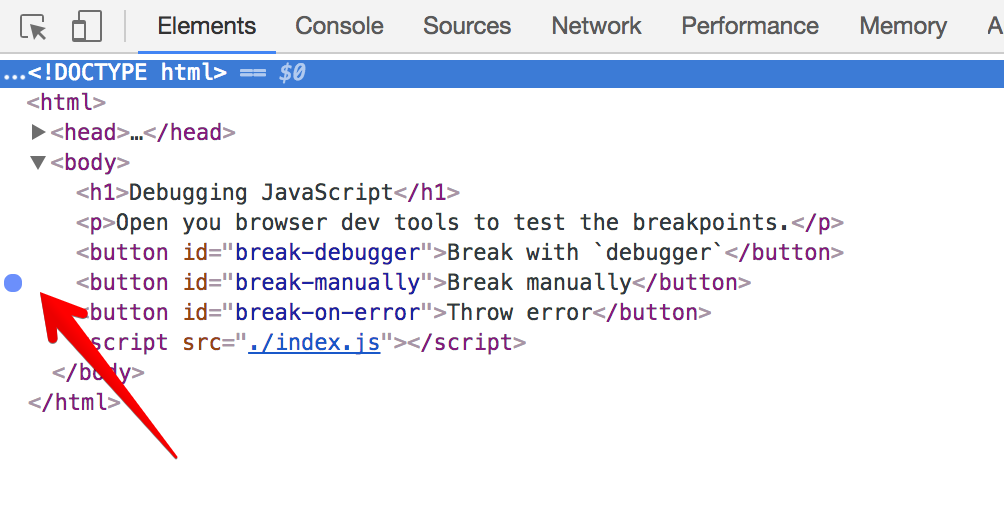 Elements Console Sources Network Performance Memory A
…<!DOCTYPE html> == $0
<html>
<head>…</head>
<body>
<h1>Debugging JavaScript</h1>
<p>Open you browser dev tools to test the breakpoints.</p>
<button id="break-debugger">Break with `debugger`</button>
<button id="break-manually">Break manually</button>
<button id="break-on-error">Throw error</button>
script src="./index.js"></script>
</body>
</html>